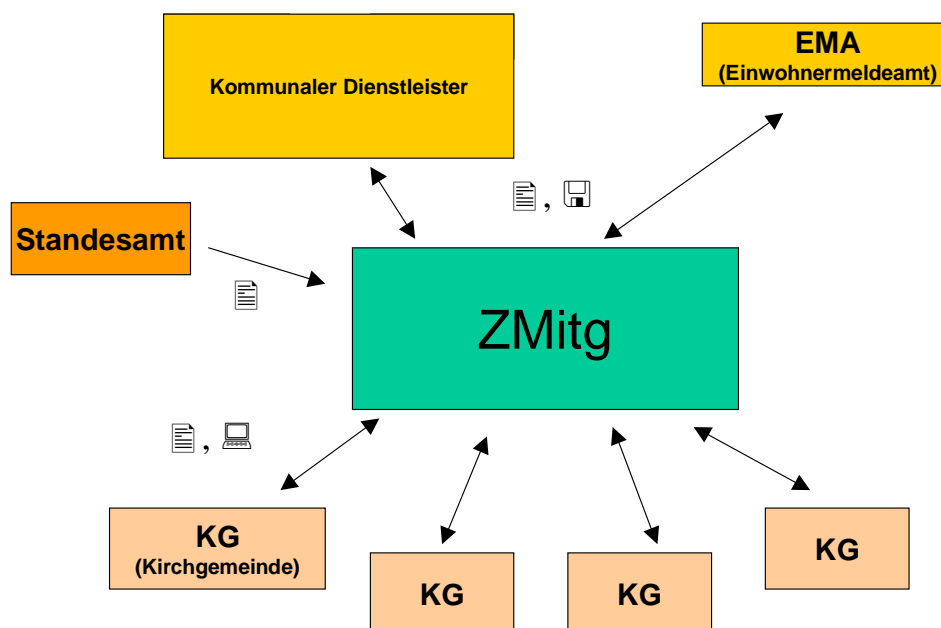 EMA
(Einwohnermeldeamt)
Kommunaler Dienstleister
Standesamt
ZMitg
KG
(Kirchgemeinde)
KG
KG
KG